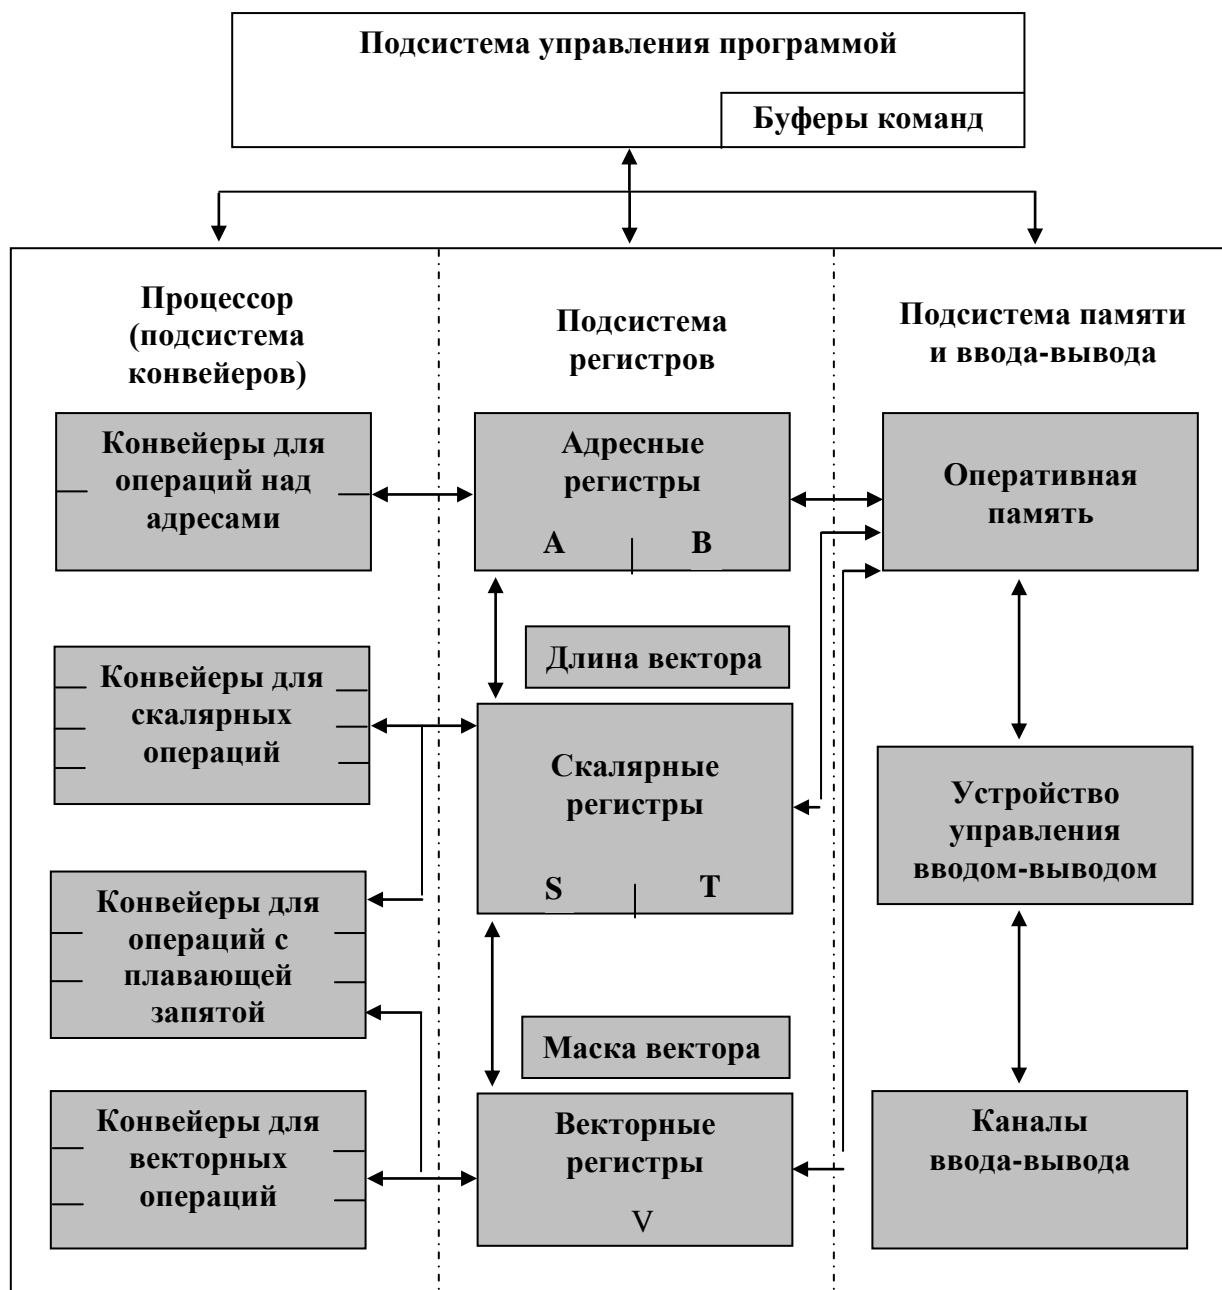 Подсистема управления программой
Буферы команд
Процессор
(подсистема
конвейеров)
Подсистема
регистров
Подсистема памяти
и ввода-вывода
Конвейеры для
операций над
адресами
Адресные
регистры
A B
Оперативная
память
Длина вектора
Конвейеры для
скалярных
операций
Скалярные
регистры
S T
Устройство
управления
вводом-выводом
Конвейеры для
операций с
плавающей
запятой
Маска вектора
Конвейеры для
векторных
операций
Векторные
регистры
V
Каналы
ввода-вывода